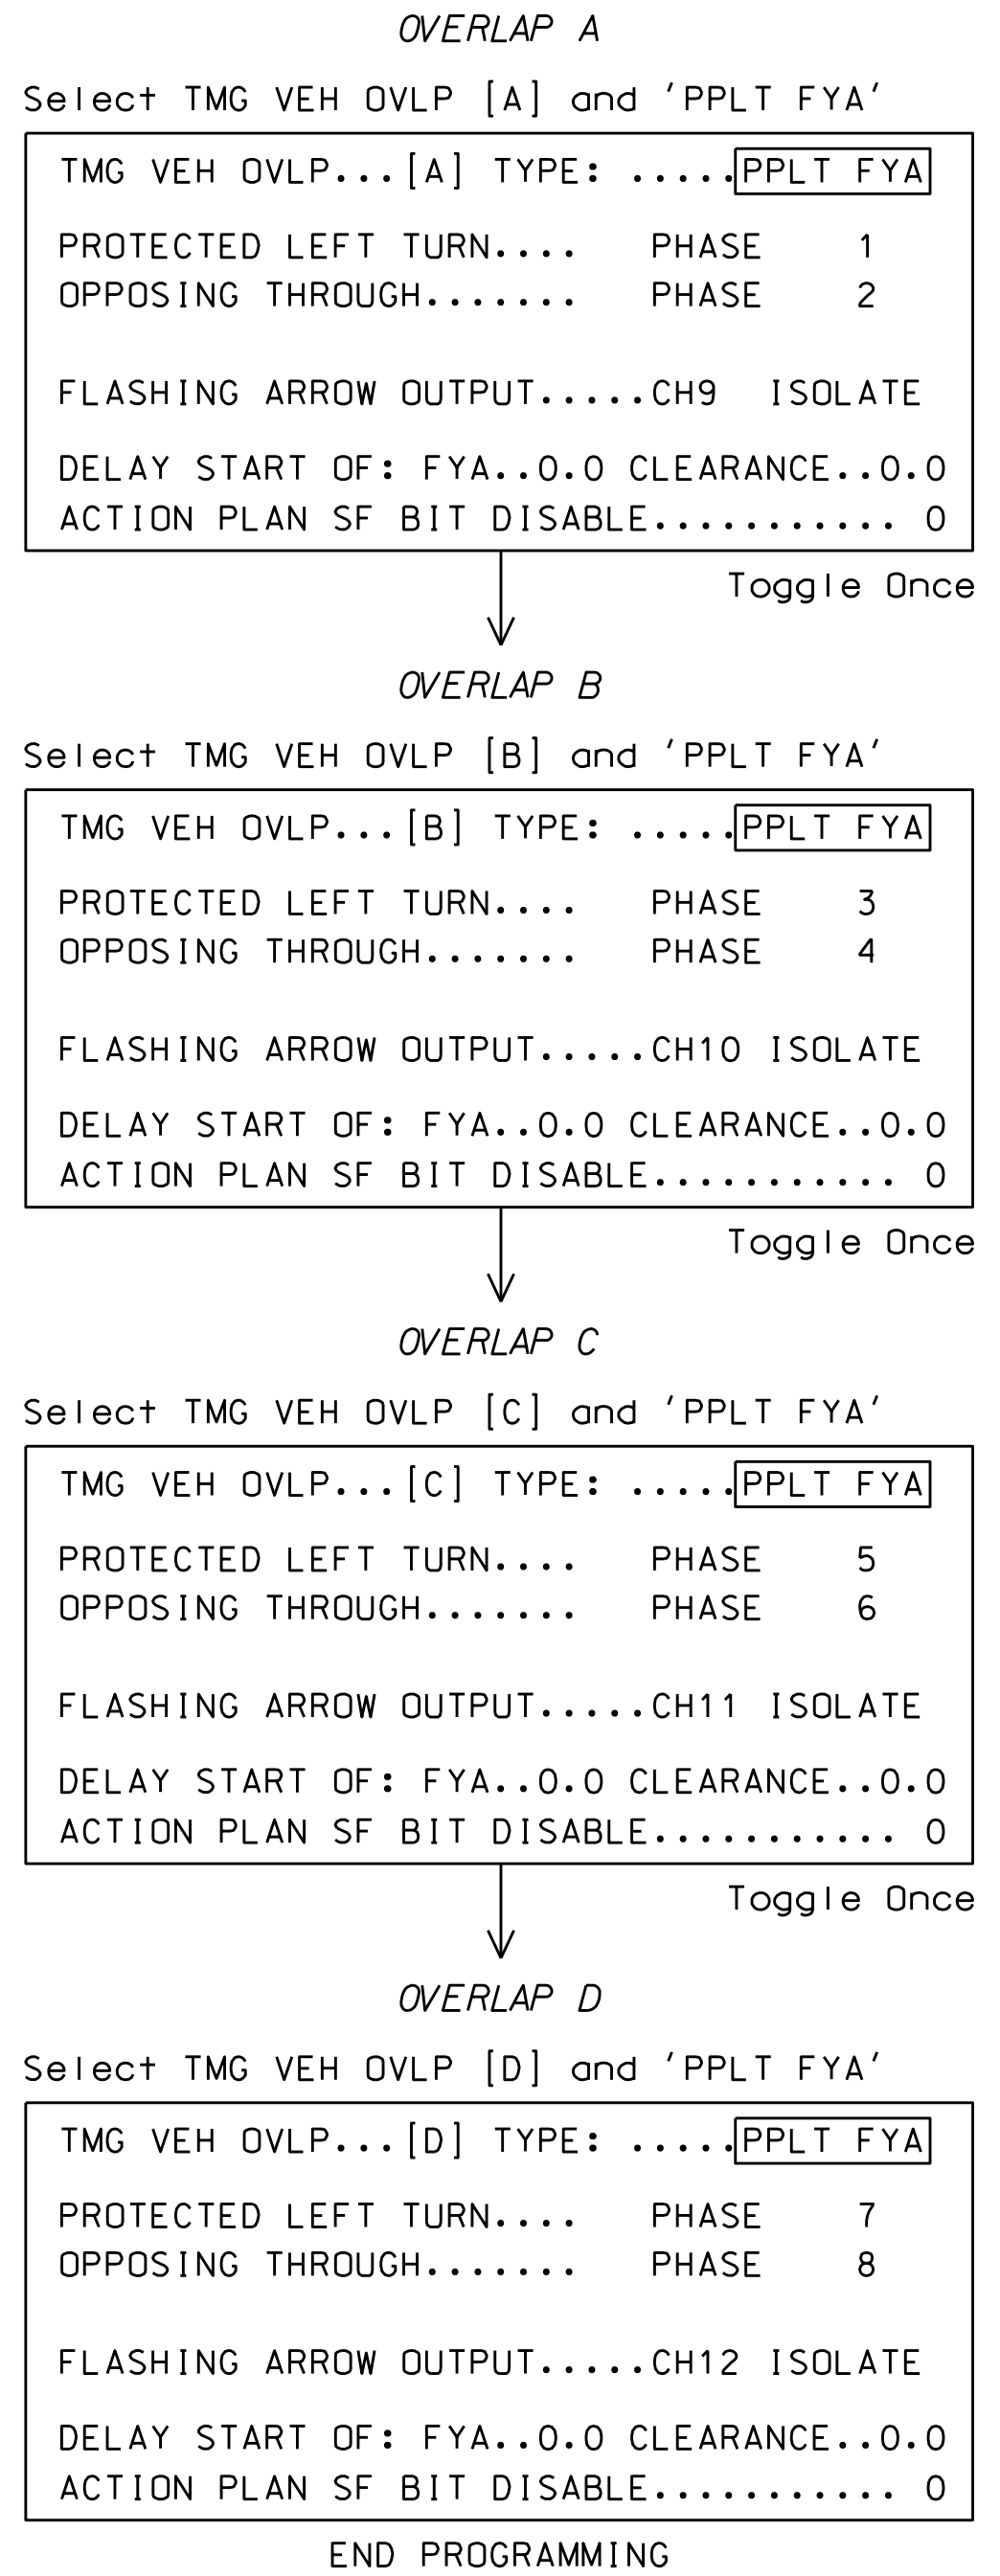 OVERLAP A
Select TMG VEH OVLP [A] and 'PPLT FYA'
TMG VEH OVLP...[A] TYPE: .....PPLT FYA
PROTECTED LEFT TURN.... PHASE 1
OPPOSING THROUGH....... PHASE 2
FLASHING ARROW OUTPUT.....CH9 ISOLATE
DELAY START OF: FYA..0.0 CLEARANCE..0.0
ACTION PLAN SF BIT DISABLE........... 0
Toggle Once
OVERLAP B
Select TMG VEH OVLP [B] and 'PPLT FYA'
TMG VEH OVLP...[B] TYPE: .....PPLT FYA
PROTECTED LEFT TURN.... PHASE 3
OPPOSING THROUGH....... PHASE 4
FLASHING ARROW OUTPUT.....CH10 ISOLATE
DELAY START OF: FYA..0.0 CLEARANCE..0.0
ACTION PLAN SF BIT DISABLE........... 0
Toggle Once
OVERLAP C
Select TMG VEH OVLP [C] and 'PPLT FYA'
TMG VEH OVLP...[C] TYPE: .....PPLT FYA
PROTECTED LEFT TURN.... PHASE 5
OPPOSING THROUGH....... PHASE 6
FLASHING ARROW OUTPUT.....CH11 ISOLATE
DELAY START OF: FYA..0.0 CLEARANCE..0.0
ACTION PLAN SF BIT DISABLE........... 0
Toggle Once
OVERLAP D
Select TMG VEH OVLP [D] and 'PPLT FYA'
TMG VEH OVLP...[D] TYPE: .....PPLT FYA
PROTECTED LEFT TURN.... PHASE 7
OPPOSING THROUGH....... PHASE 8
FLASHING ARROW OUTPUT.....CH12 ISOLATE
DELAY START OF: FYA..0.0 CLEARANCE..0.0
ACTION PLAN SF BIT DISABLE........... 0
END PROGRAMMING